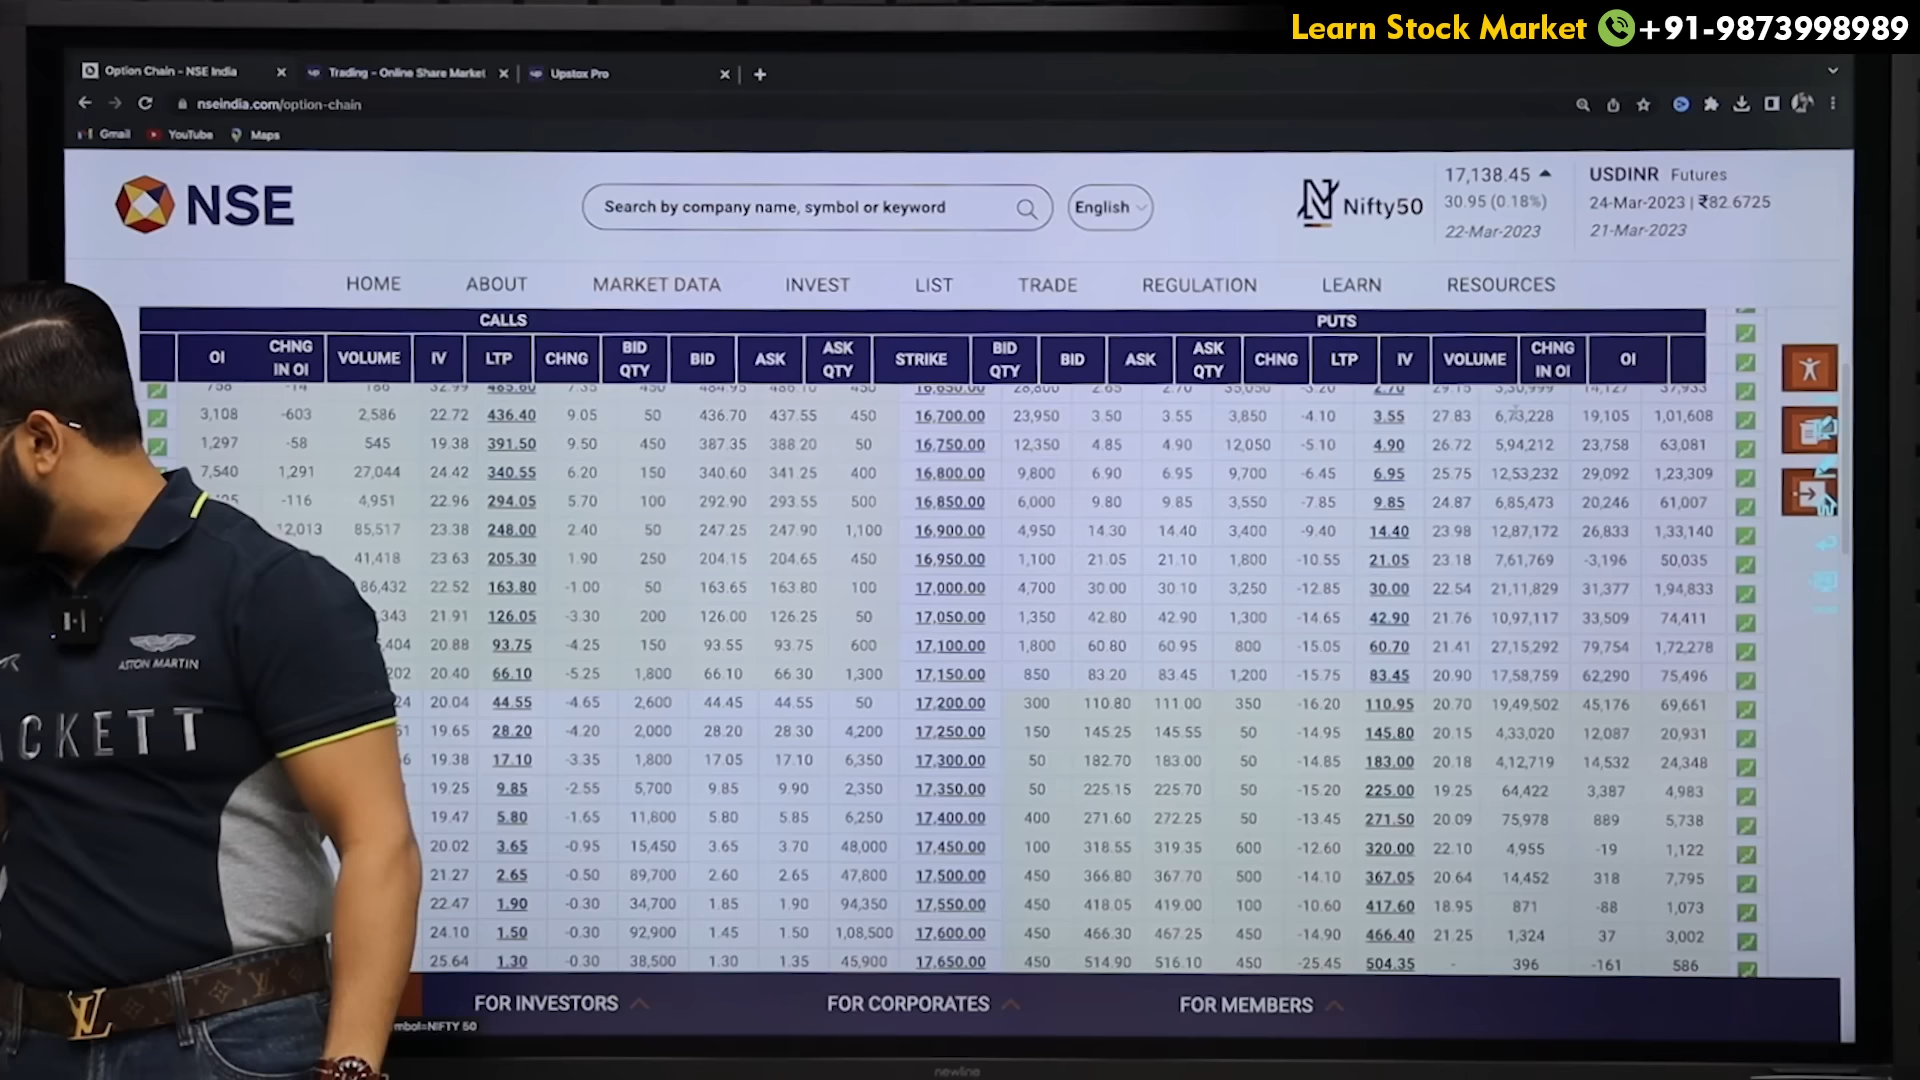 Learn Stock Market +91-9873998989
Option Chain - NSE India
Trading - Online Share Market
Upstox Pro
nseindia.com/option-chain
Gmail YouTube Maps
NSE
Search by company name, symbol or keyword
English
Nifty50
17,138.45
30.95 (0.18%)
22-Mar-2023
USDINR Futures
24-Mar-2023 | ₹82.6725
21-Mar-2023
HOME ABOUT MARKET DATA INVEST LIST TRADE REGULATION LEARN RESOURCES
CALLS PUTS
OI CHNG IN OI VOLUME IV LTP CHNG BID QTY BID ASK ASK QTY STRIKE BID QTY BID ASK ASK QTY CHNG LTP IV VOLUME CHNG IN OI OI
3,108 -603 2,586 22.72 436.40 9.05 50 436.70 437.55 450 16,700.00 23,950 3.50 3.55 3,850 -4.10 3.55 27.83 6,73,228 19,105 1,01,608
1,297 -58 545 19.38 391.50 9.50 450 387.35 388.20 50 16,750.00 12,350 4.85 4.90 12,050 -5.10 4.90 26.72 5,94,212 23,758 63,081
7,540 1,291 27,044 24.42 340.55 6.20 150 340.60 341.25 400 16,800.00 9,800 6.90 6.95 9,700 -6.45 6.95 25.75 12,53,232 29,092 1,23,309
-116 4,951 22.96 294.05 5.70 100 292.90 293.55 500 16,850.00 6,000 9.80 9.85 3,550 -7.85 9.85 24.87 6,85,473 20,246 61,007
85,517 23.38 248.00 2.40 50 247.25 247.90 1,100 16,900.00 4,950 14.30 14.40 3,400 -9.40 14.40 23.98 12,87,172 26,833 1,33,140
41,418 23.63 205.30 1.90 250 204.15 204.65 450 16,950.00 1,100 21.05 21.10 1,800 -10.55 21.05 23.18 7,61,769 -3,196 50,035
22.52 163.80 -1.00 50 163.65 163.80 100 17,000.00 4,700 30.00 30.10 3,250 -12.85 30.00 22.54 21,11,829 31,377 1,94,833
21.91 126.05 -3.30 200 126.00 126.25 50 17,050.00 1,350 42.80 42.90 1,300 -14.65 42.90 21.76 10,97,117 33,509 74,411
20.88 93.75 -4.25 150 93.55 93.75 600 17,100.00 1,800 60.80 60.95 800 -15.05 60.70 21.41 27,15,292 79,754 1,72,278
20.40 66.10 -5.25 1,800 66.10 66.30 1,300 17,150.00 850 83.20 83.45 1,200 -15.75 83.45 20.90 17,58,759 62,290 75,496
20.04 44.55 -4.65 2,600 44.45 44.55 50 17,200.00 300 110.80 111.00 350 -16.20 110.95 20.70 19,49,502 45,176 69,661
19.65 28.20 -4.20 2,000 28.20 28.30 4,200 17,250.00 150 145.25 145.55 50 -14.95 145.80 20.15 4,33,020 12,087 20,931
19.38 17.10 -3.35 1,800 17.05 17.10 6,350 17,300.00 50 182.70 183.00 50 -14.85 183.00 20.18 4,12,719 14,532 24,348
19.25 9.85 -2.55 5,700 9.85 9.90 2,350 17,350.00 50 225.15 225.70 50 -15.20 225.00 19.25 64,422 3,387 4,983
19.47 5.80 -1.65 11,800 5.80 5.85 6,250 17,400.00 400 271.60 272.25 50 -13.45 271.50 20.09 75,978 889 5,738
20.02 3.65 -0.95 15,450 3.65 3.70 48,000 17,450.00 100 318.55 319.35 600 -12.60 320.00 22.10 4,955 -19 1,122
21.27 2.65 -0.50 89,700 2.60 2.65 47,800 17,500.00 450 366.80 367.70 500 -14.10 367.05 20.64 14,452 318 7,795
22.47 1.90 -0.30 34,700 1.85 1.90 94,350 17,550.00 450 418.05 419.00 100 -10.60 417.60 18.95 871 -88 1,073
24.10 1.50 -0.30 92,900 1.45 1.50 1,08,500 17,600.00 450 466.30 467.25 450 -14.90 466.40 21.25 1,324 37 3,002
25.64 1.30 -0.30 38,500 1.30 1.35 45,900 17,650.00 450 514.90 516.10 450 -25.45 504.35 - 396 -161 586
FOR INVESTORS FOR CORPORATES FOR MEMBERS
mbol=NIFTY 50
ASTON MARTIN
ACKETT
LV
newline